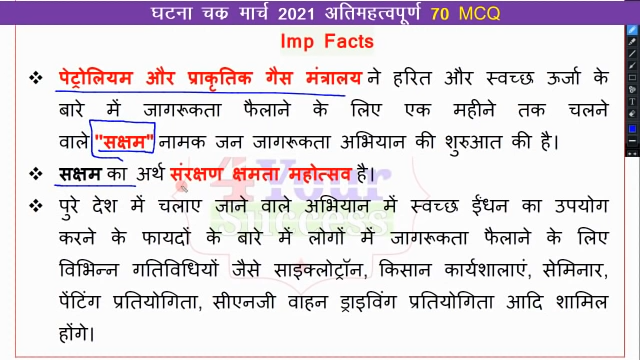 घटना चक्र मार्च 2021 अतिमहत्वपूर्ण 70 MCQ
Imp Facts
❖ पेट्रोलियम और प्राकृतिक गैस मंत्रालय ने हरित और स्वच्छ ऊर्जा के
बारे में जागरूकता फैलाने के लिए एक महीने तक चलने
वाले "सक्षम" नामक जन जागरूकता अभियान की शुरुआत की है।
❖ सक्षम का अर्थ संरक्षण क्षमता महोत्सव है।
❖ पुरे देश में चलाए जाने वाले अभियान में स्वच्छ ईंधन का उपयोग
करने के फायदों के बारे में लोगों में जागरूकता फैलाने के लिए
विभिन्न गतिविधियों जैसे साइक्लोट्रॉन, किसान कार्यशालाएं, सेमिनार,
पेंटिंग प्रतियोगिता, सीएनजी वाहन ड्राइविंग प्रतियोगिता आदि शामिल
होंगे।
4 Your
Success